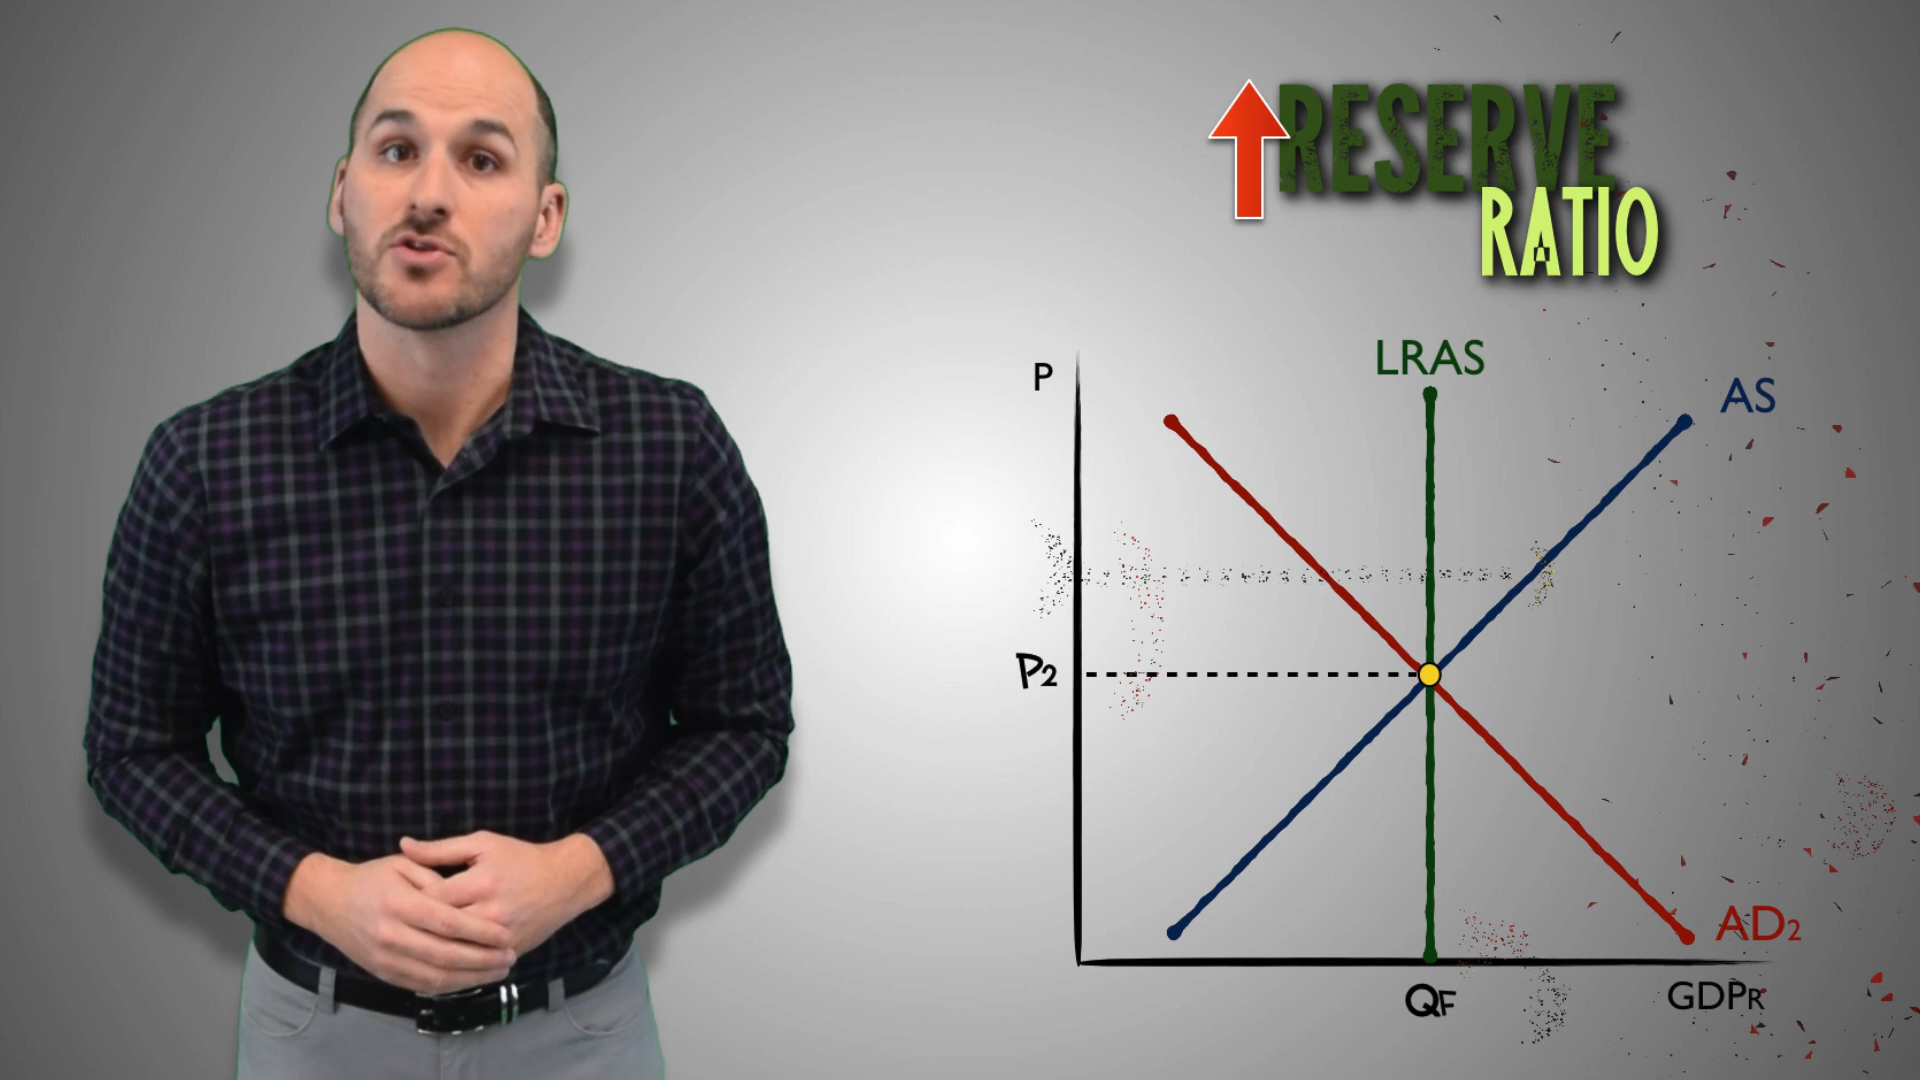 RESERVE
RATIO
LRAS
P
AS
P2
AD2
QF
GDPR